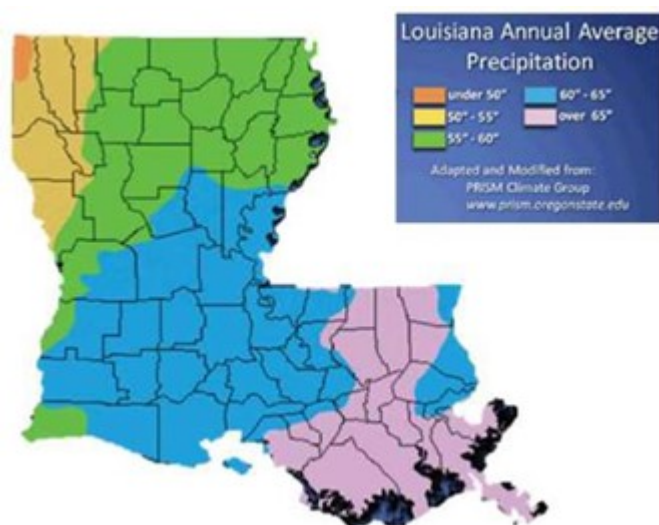 Louisiana Annual Average
Precipitation
under 50"
60" - 65"
50" - 55"
over 65"
55" - 60"
Adapted and Modified from:
PRISM Climate Group
www.prism.oregonstate.edu